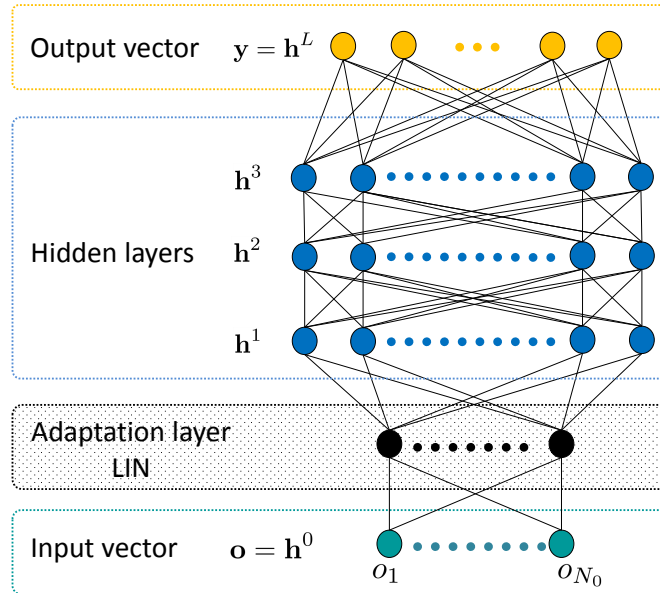 Output vector y = h^L
h^3
Hidden layers h^2
h^1
Adaptation layer
LIN
Input vector o = h^0
o_1 o_{N_0}